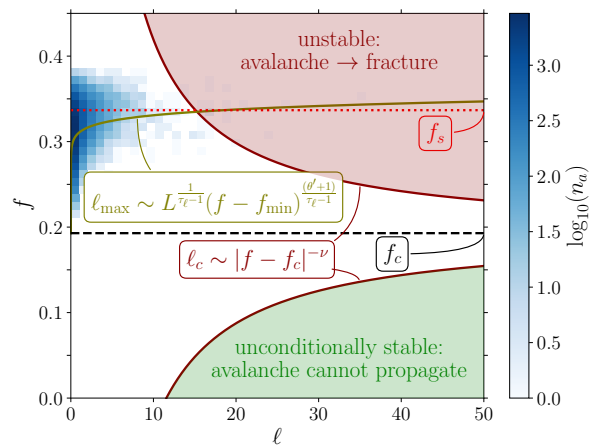 unstable:
avalanche → fracture
f_s
ℓ_max ∼ L^{1/(τ_ℓ−1)} (f − f_min)^{(θ′+1)/(τ_ℓ−1)}
f_c
ℓ_c ∼ |f − f_c|^{−ν}
unconditionally stable:
avalanche cannot propagate
f
0.4
0.3
0.2
0.1
0.0
0 10 20 30 40 50
ℓ
3.0
2.5
2.0
1.5
1.0
0.5
0.0
log_{10}(n_a)